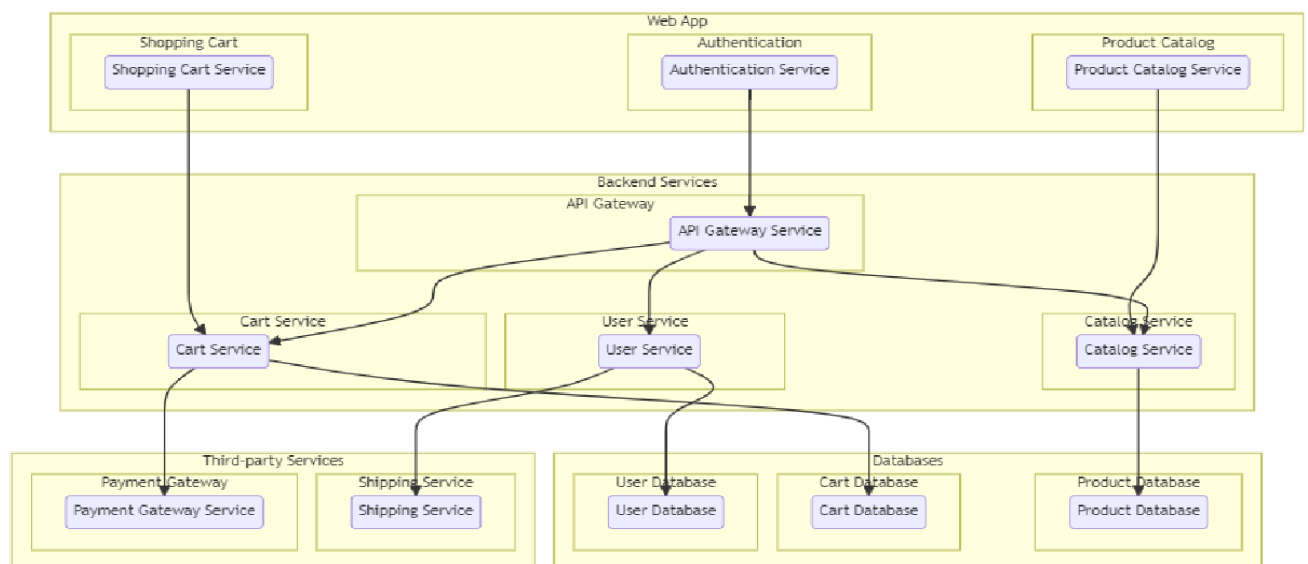 Web App
Shopping Cart
Authentication
Product Catalog
Shopping Cart Service
Authentication Service
Product Catalog Service
Backend Services
API Gateway
API Gateway Service
Cart Service
User Service
Catalog Service
Cart Service
User Service
Catalog Service
Third-party Services
Databases
Payment Gateway
Shipping Service
User Database
Cart Database
Product Database
Payment Gateway Service
Shipping Service
User Database
Cart Database
Product Database